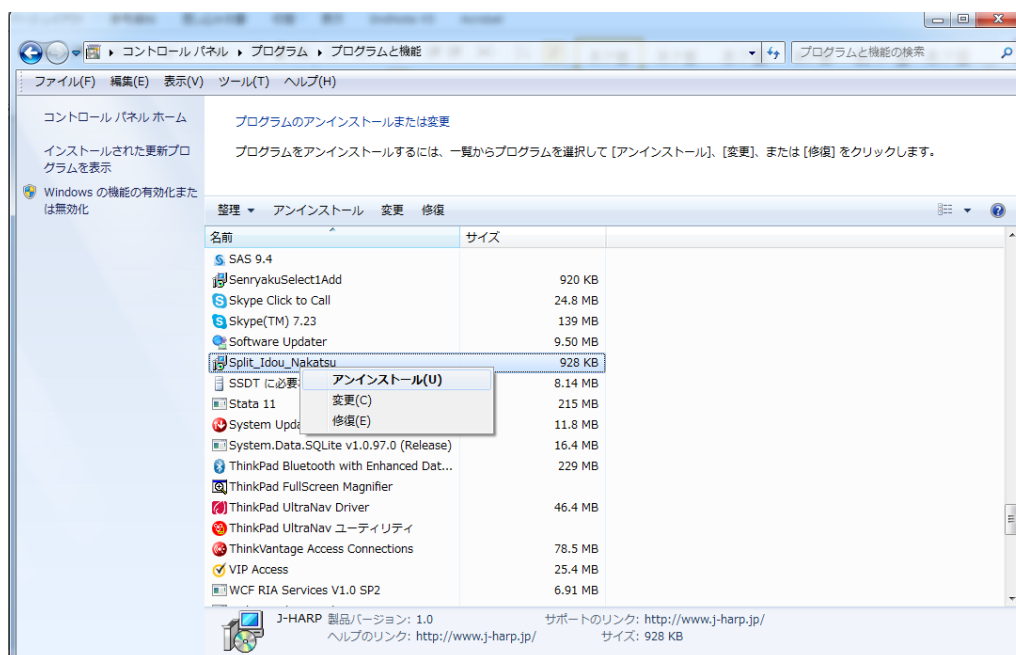 コントロール パネル ▸ プログラム ▸ プログラムと機能
プログラムと機能の検索
ファイル(F) 編集(E) 表示(V) ツール(T) ヘルプ(H)
コントロール パネル ホーム
インストールされた更新プロ
グラムを表示
Windows の機能の有効化また
は無効化
プログラムのアンインストールまたは変更
プログラムをアンインストールするには、一覧からプログラムを選択して [アンインストール]、[変更]、または [修復] をクリックします。
整理 アンインストール 変更 修復
名前 サイズ
SAS 9.4
SenryakuSelect1Add 920 KB
Skype Click to Call 24.8 MB
Skype(TM) 7.23 139 MB
Software Updater 9.50 MB
Split_Idou_Nakatsu 928 KB
SSDT に必要 8.14 MB
アンインストール(U)
変更(C)
修復(E)
Stata 11 215 MB
System Upda 11.8 MB
System.Data.SQLite v1.0.97.0 (Release) 16.4 MB
ThinkPad Bluetooth with Enhanced Dat... 229 MB
ThinkPad FullScreen Magnifier
ThinkPad UltraNav Driver 46.4 MB
ThinkPad UltraNav ユーティリティ
ThinkVantage Access Connections 78.5 MB
VIP Access 25.4 MB
WCF RIA Services V1.0 SP2 6.91 MB
J-HARP 製品バージョン: 1.0 サポートのリンク: http://www.j-harp.jp/
ヘルプのリンク: http://www.j-harp.jp/ サイズ: 928 KB